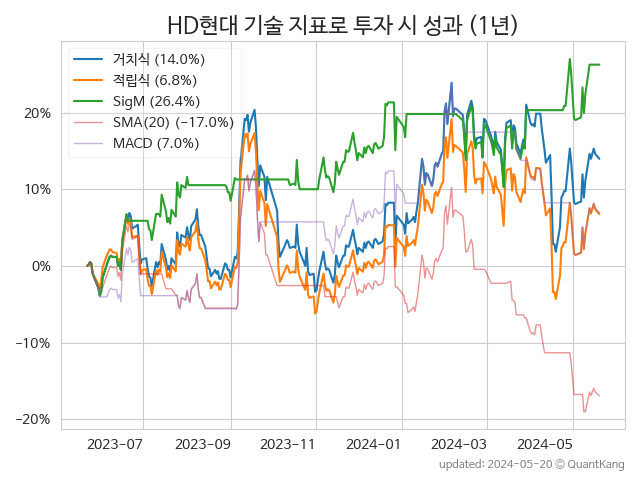 HD현대 기술 지표로 투자 시 성과 (1년)
거치식 (14.0%)
적립식 (6.8%)
SigM (26.4%)
SMA(20) (−17.0%)
MACD (7.0%)
20%
10%
0%
−10%
−20%
2023-07 2023-09 2023-11 2024-01 2024-03 2024-05
updated: 2024-05-20 © QuantKang